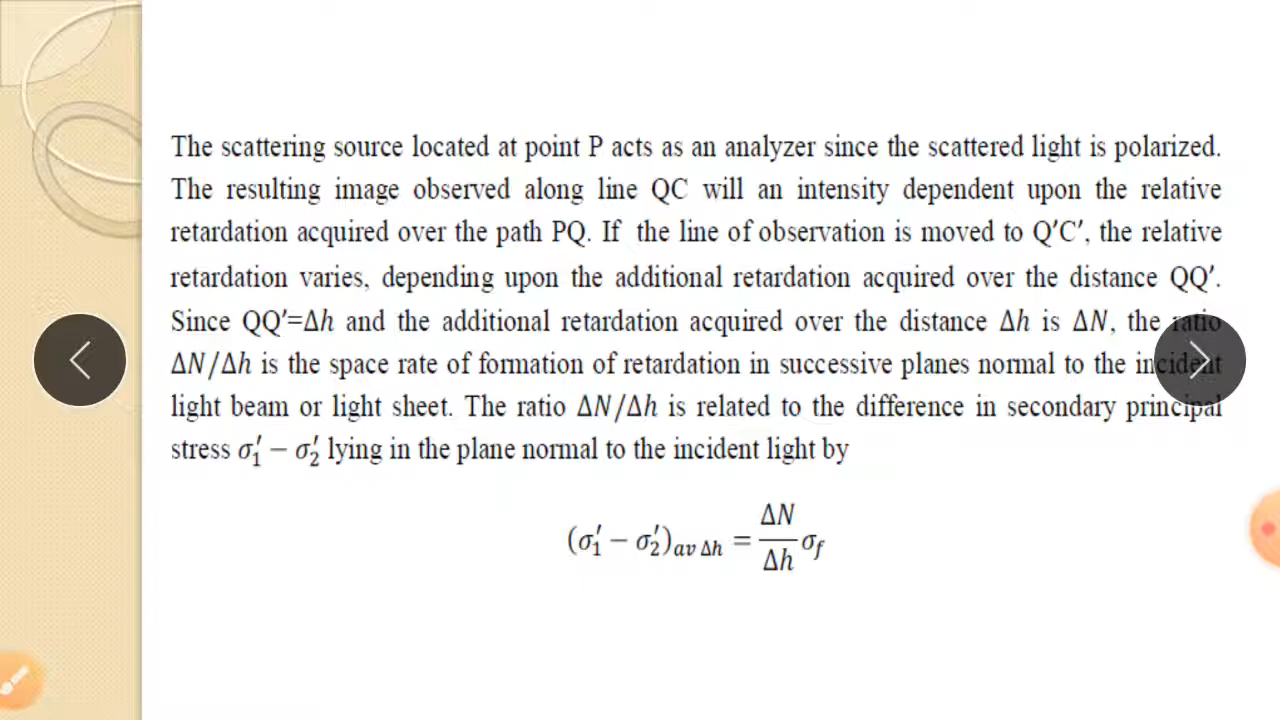 The scattering source located at point P acts as an analyzer since the scattered light is polarized.
The resulting image observed along line QC will an intensity dependent upon the relative
retardation acquired over the path PQ. If the line of observation is moved to Q′C′, the relative
retardation varies, depending upon the additional retardation acquired over the distance QQ′.
Since QQ′=Δh and the additional retardation acquired over the distance Δh is ΔN, the ratio
ΔN/Δh is the space rate of formation of retardation in successive planes normal to the incident
light beam or light sheet. The ratio ΔN/Δh is related to the difference in secondary principal
stress σ₁′ − σ₂′ lying in the plane normal to the incident light by
(σ₁′ − σ₂′)av Δh = ΔN/Δh σf